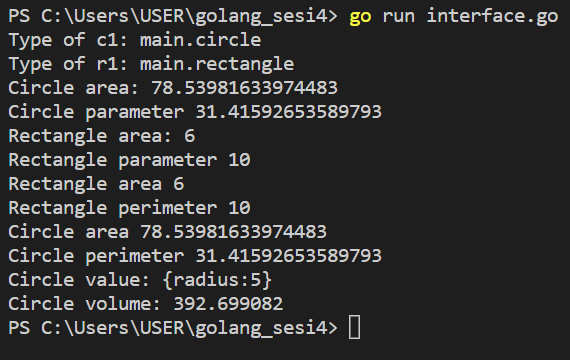 PS C:\Users\USER\golang_sesi4> go run interface.go
Type of c1: main.circle
Type of r1: main.rectangle
Circle area: 78.53981633974483
Circle parameter 31.41592653589793
Rectangle area: 6
Rectangle parameter 10
Rectangle area 6
Rectangle perimeter 10
Circle area 78.53981633974483
Circle perimeter 31.41592653589793
Circle value: {radius:5}
Circle volume: 392.699082
PS C:\Users\USER\golang_sesi4>